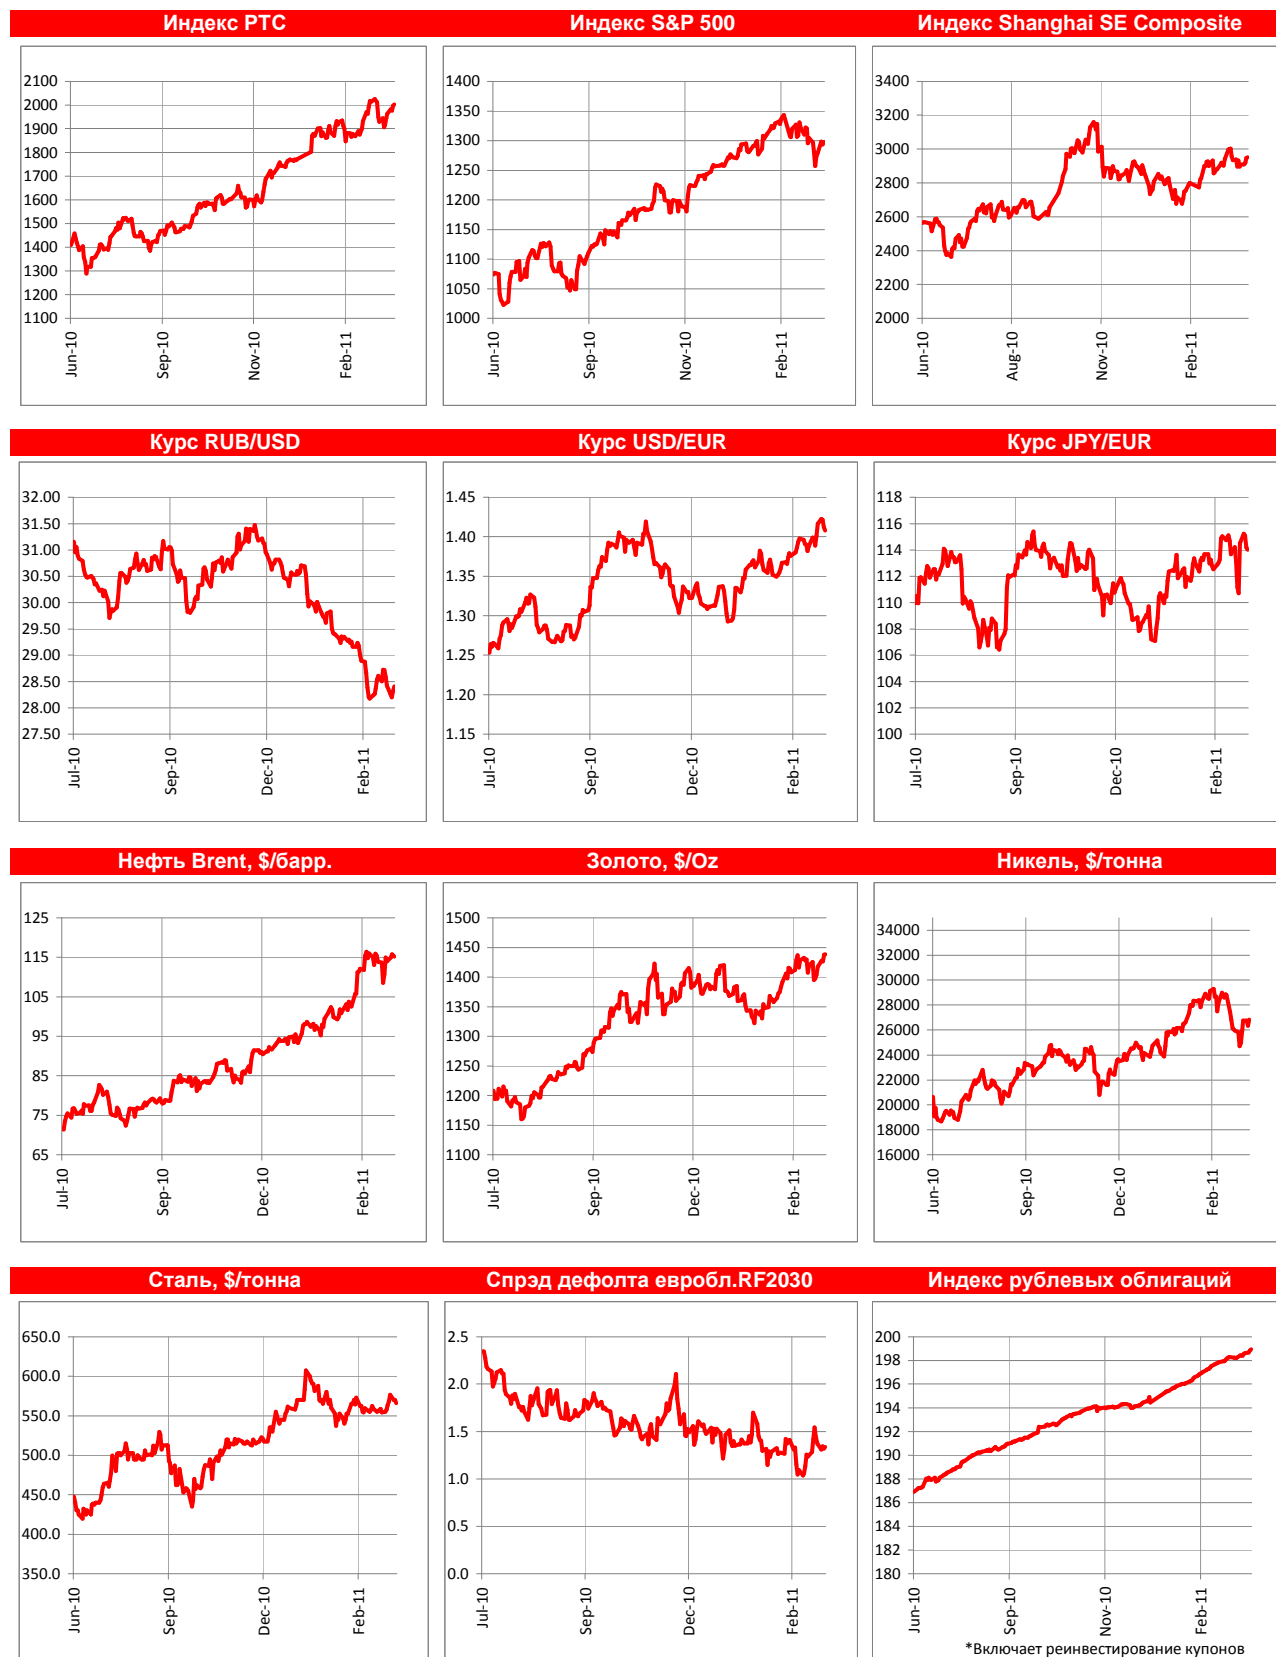 Индекс РТС
Индекс S&P 500
Индекс Shanghai SE Composite
2100
2000
1900
1800
1700
1600
1500
1400
1300
1200
1100
Jun-10
Sep-10
Nov-10
Feb-11
1400
1350
1300
1250
1200
1150
1100
1050
1000
Jun-10
Sep-10
Nov-10
Feb-11
3400
3200
3000
2800
2600
2400
2200
2000
Jun-10
Aug-10
Nov-10
Feb-11
Курс RUB/USD
Курс USD/EUR
Курс JPY/EUR
32.00
31.50
31.00
30.50
30.00
29.50
29.00
28.50
28.00
27.50
Jul-10
Sep-10
Dec-10
Feb-11
1.45
1.40
1.35
1.30
1.25
1.20
1.15
Jul-10
Sep-10
Dec-10
Feb-11
118
116
114
112
110
108
106
104
102
100
Jul-10
Sep-10
Dec-10
Feb-11
Нефть Brent, $/барр.
Золото, $/Oz
Никель, $/тонна
125
115
105
95
85
75
65
Jul-10
Sep-10
Dec-10
Feb-11
1500
1450
1400
1350
1300
1250
1200
1150
1100
Jul-10
Sep-10
Dec-10
Feb-11
34000
32000
30000
28000
26000
24000
22000
20000
18000
16000
Jun-10
Sep-10
Dec-10
Feb-11
Сталь, $/тонна
Спрэд дефолта евробл.RF2030
Индекс рублевых облигаций
650.0
600.0
550.0
500.0
450.0
400.0
350.0
Jun-10
Sep-10
Dec-10
Feb-11
2.5
2.0
1.5
1.0
0.5
0.0
Jul-10
Sep-10
Dec-10
Feb-11
200
198
196
194
192
190
188
186
184
182
180
Jun-10
Sep-10
Nov-10
Feb-11
*Включает реинвестирование купонов